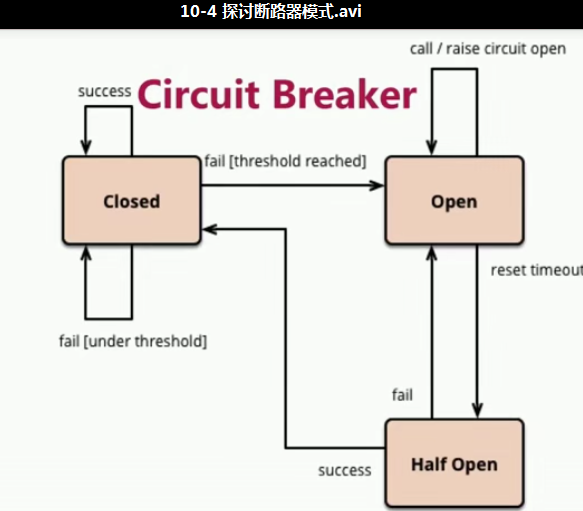 10-4 探讨断路器模式.avi
call / raise circuit open
success
Circuit Breaker
fail [threshold reached]
Closed
Open
reset timeout
fail [under threshold]
fail
Half Open
success